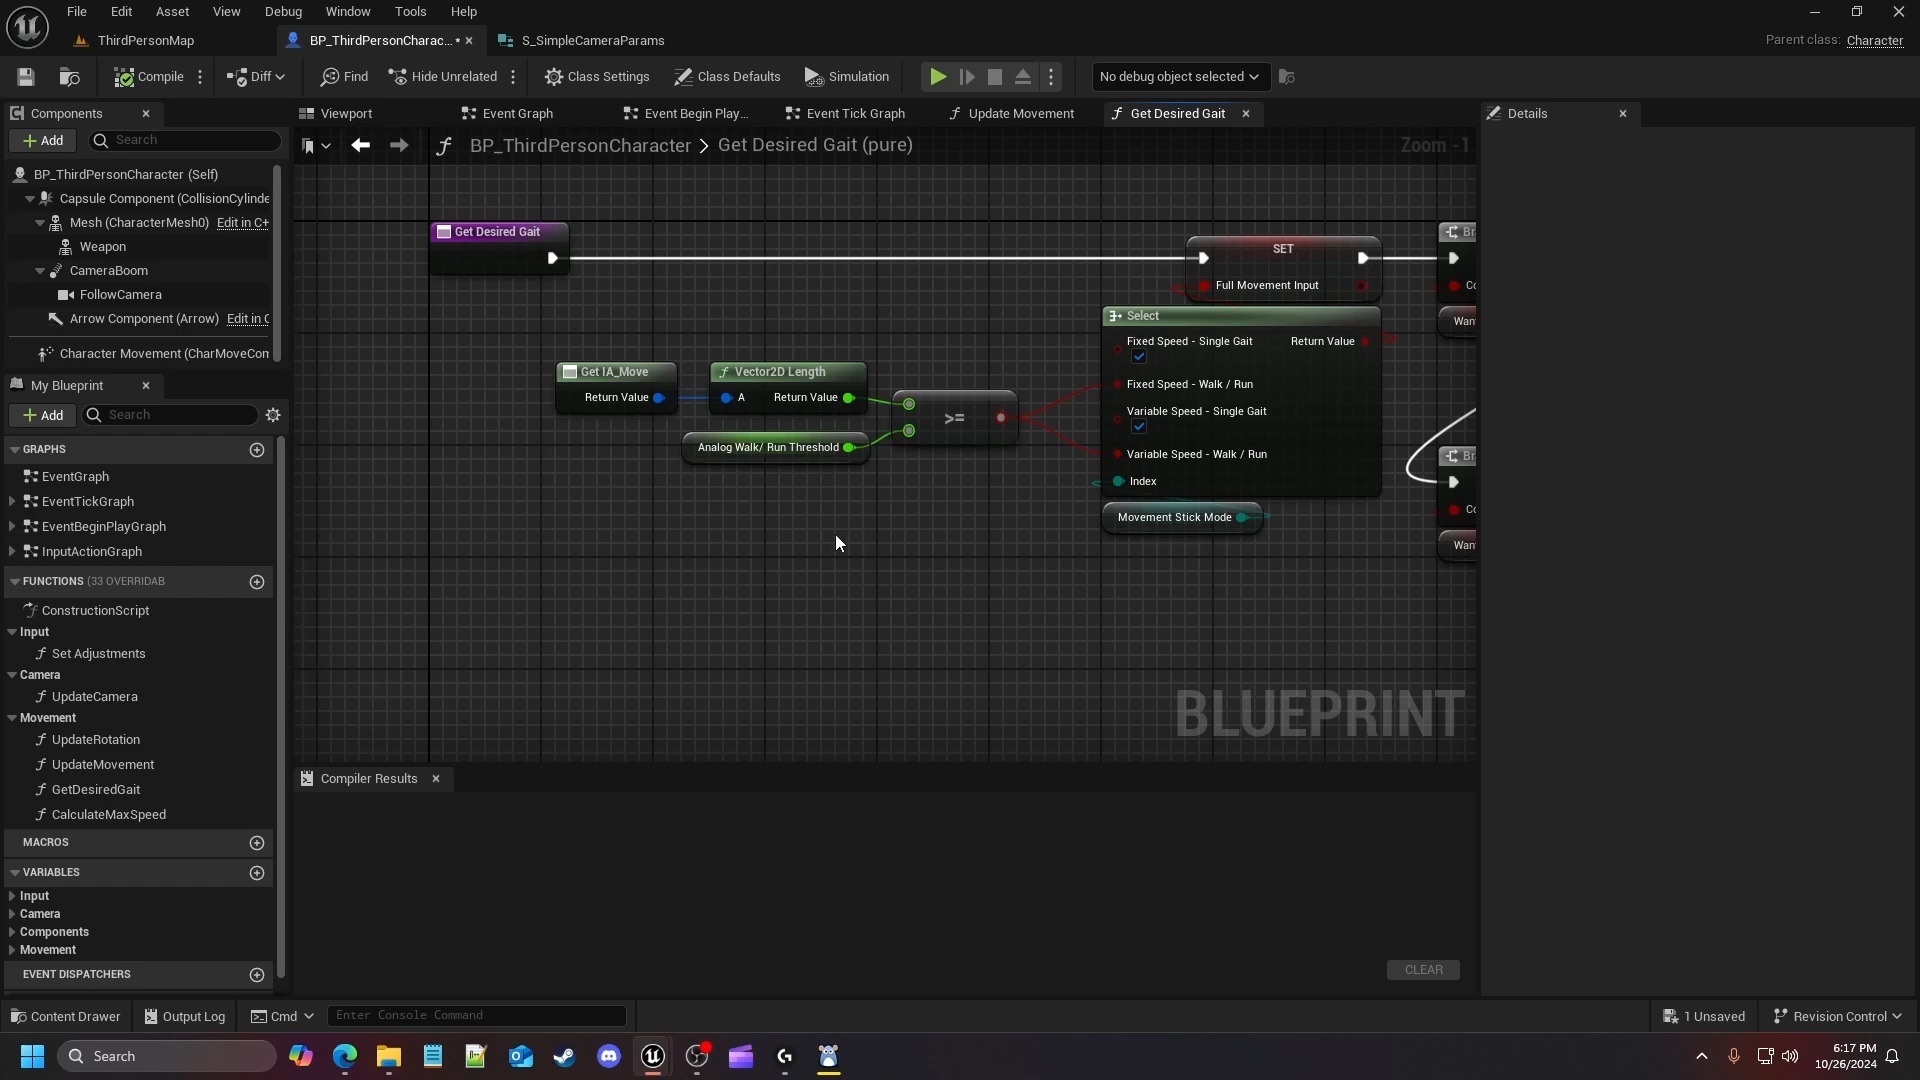 File Edit Asset View Debug Window Tools Help
ThirdPersonMap
BP_ThirdPersonCharac... *
S_SimpleCameraParams
Parent class: Character
Compile
Diff
Find
Hide Unrelated
Class Settings
Class Defaults
Simulation
No debug object selected
Components
Viewport
Event Graph
Event Begin Play...
Event Tick Graph
Update Movement
Get Desired Gait
Details
Add
Search
BP_ThirdPersonCharacter > Get Desired Gait (pure)
Zoom -1
BP_ThirdPersonCharacter (Self)
Capsule Component (CollisionCylinde
Mesh (CharacterMesh0) Edit in C+
Weapon
CameraBoom
FollowCamera
Arrow Component (Arrow) Edit in C
Character Movement (CharMoveCom
My Blueprint
Add
Search
GRAPHS
EventGraph
EventTickGraph
EventBeginPlayGraph
InputActionGraph
FUNCTIONS (33 OVERRIDAB
ConstructionScript
Input
Set Adjustments
Camera
UpdateCamera
Movement
UpdateRotation
UpdateMovement
GetDesiredGait
CalculateMaxSpeed
MACROS
VARIABLES
Input
Camera
Components
Movement
EVENT DISPATCHERS
Get Desired Gait
SET
Full Movement Input
Br
Co
Wan
Select
Fixed Speed - Single Gait
Return Value
Fixed Speed - Walk / Run
Variable Speed - Single Gait
Variable Speed - Walk / Run
Index
Get IA_Move
Return Value
Vector2D Length
A Return Value
>=
Analog Walk/ Run Threshold
Movement Stick Mode
Br
Co
Wan
BLUEPRINT
Compiler Results
CLEAR
Content Drawer
Output Log
Cmd
Enter Console Command
1 Unsaved
Revision Control
Search
6:17 PM
10/26/2024